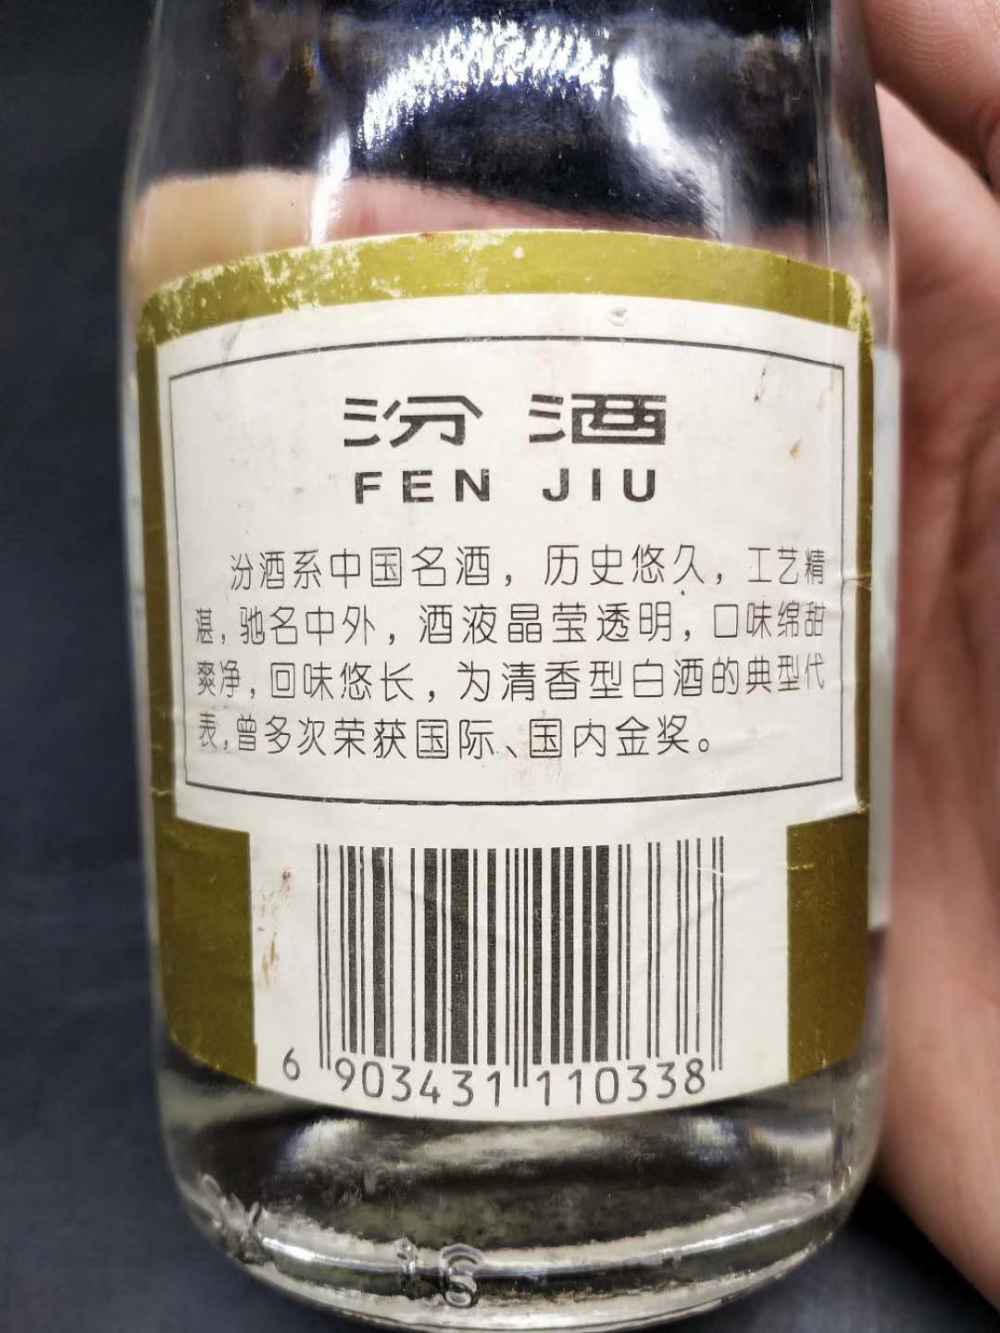 汾酒
FEN JIU
汾酒系中国名酒，历史悠久，工艺精
湛，驰名中外，酒液晶莹透明，口味绵甜
爽净，回味悠长，为清香型白酒的典型代
表，曾多次荣获国际、国内金奖。
6 903431 110338